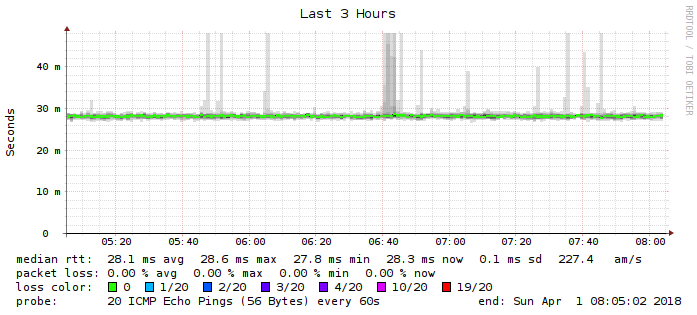 Last 3 Hours
RRDTOOL / TOBI OETIKER
Seconds
40 m
30 m
20 m
10 m
0
05:20 05:40 06:00 06:20 06:40 07:00 07:20 07:40 08:00
median rtt: 28.1 ms avg 28.6 ms max 27.8 ms min 28.3 ms now 0.1 ms sd 227.4 am/s
packet loss: 0.00 % avg 0.00 % max 0.00 % min 0.00 % now
loss color: 0 1/20 2/20 3/20 4/20 10/20 19/20
probe: 20 ICMP Echo Pings (56 Bytes) every 60s end: Sun Apr 1 08:05:02 2018